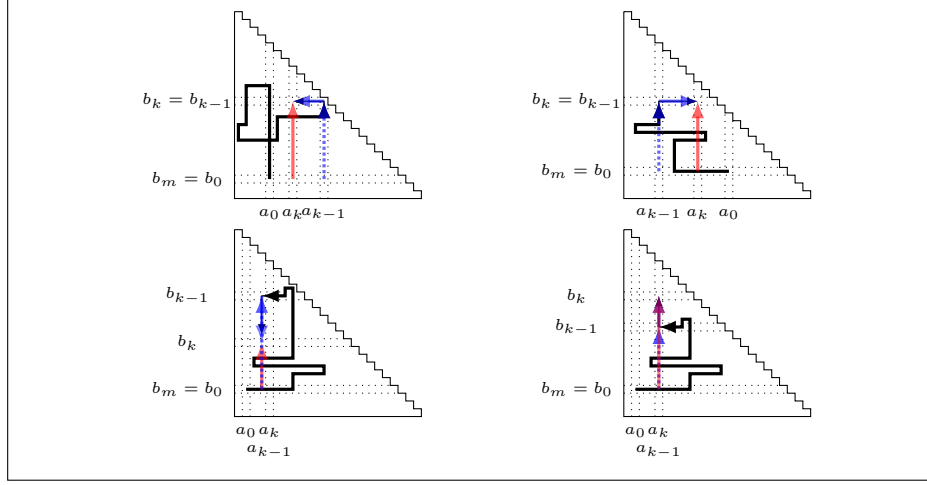 b_k = b_{k−1}
b_m = b_0
a_0 a_k a_{k−1}
b_k = b_{k−1}
b_m = b_0
a_{k−1} a_k a_0
b_{k−1}
b_k
b_m = b_0
a_0 a_k
a_{k−1}
b_k
b_{k−1}
b_m = b_0
a_0 a_k
a_{k−1}